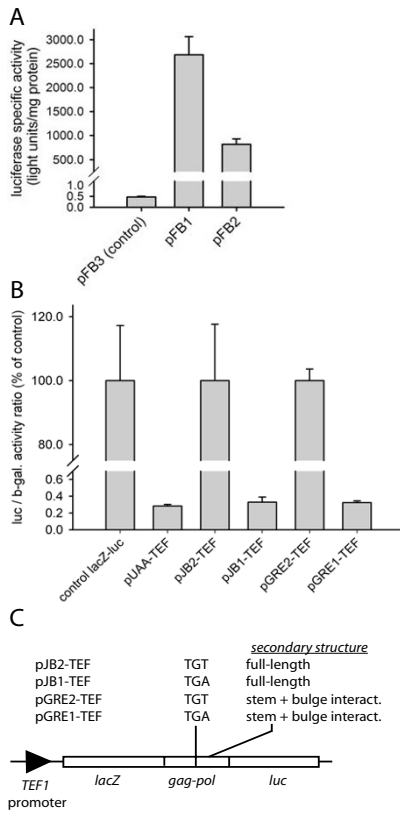 A
luciferase specific activity
(light units/mg protein)
3000.0
2500.0
2000.0
1500.0
1000.0
500.0
1.0
0.5
0.0
pFB3 (control)
pFB1
pFB2
B
luc / b-gal. activity ratio (% of control)
120.0
100.0
80.0
0.6
0.4
0.2
0.0
control lacZ-luc
pUAA-TEF
pJB2-TEF
pJB1-TEF
pGRE2-TEF
pGRE1-TEF
C
secondary structure
pJB2-TEF TGT full-length
pJB1-TEF TGA full-length
pGRE2-TEF TGT stem + bulge interact.
pGRE1-TEF TGA stem + bulge interact.
TEF1 lacZ gag-pol luc
promoter